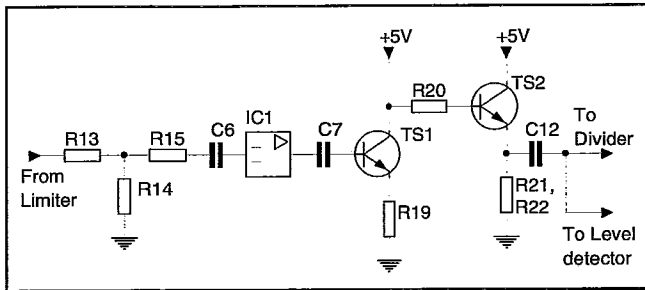 +5V
+5V
TS2
R20
IC1
To
Divider
R13
R15
C6
C7
TS1
C12
From
Limiter
R14
R19
R21,
R22
To Level
detector